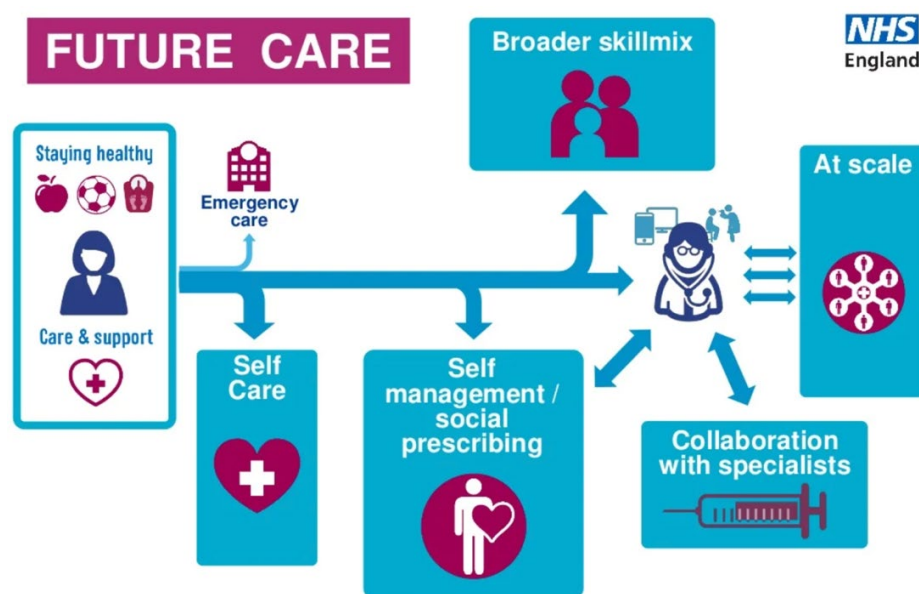 FUTURE CARE
Broader skillmix
NHS
England
Staying healthy
Care & support
Emergency
care
At scale
Self
Care
Self
management /
social
prescribing
Collaboration
with specialists